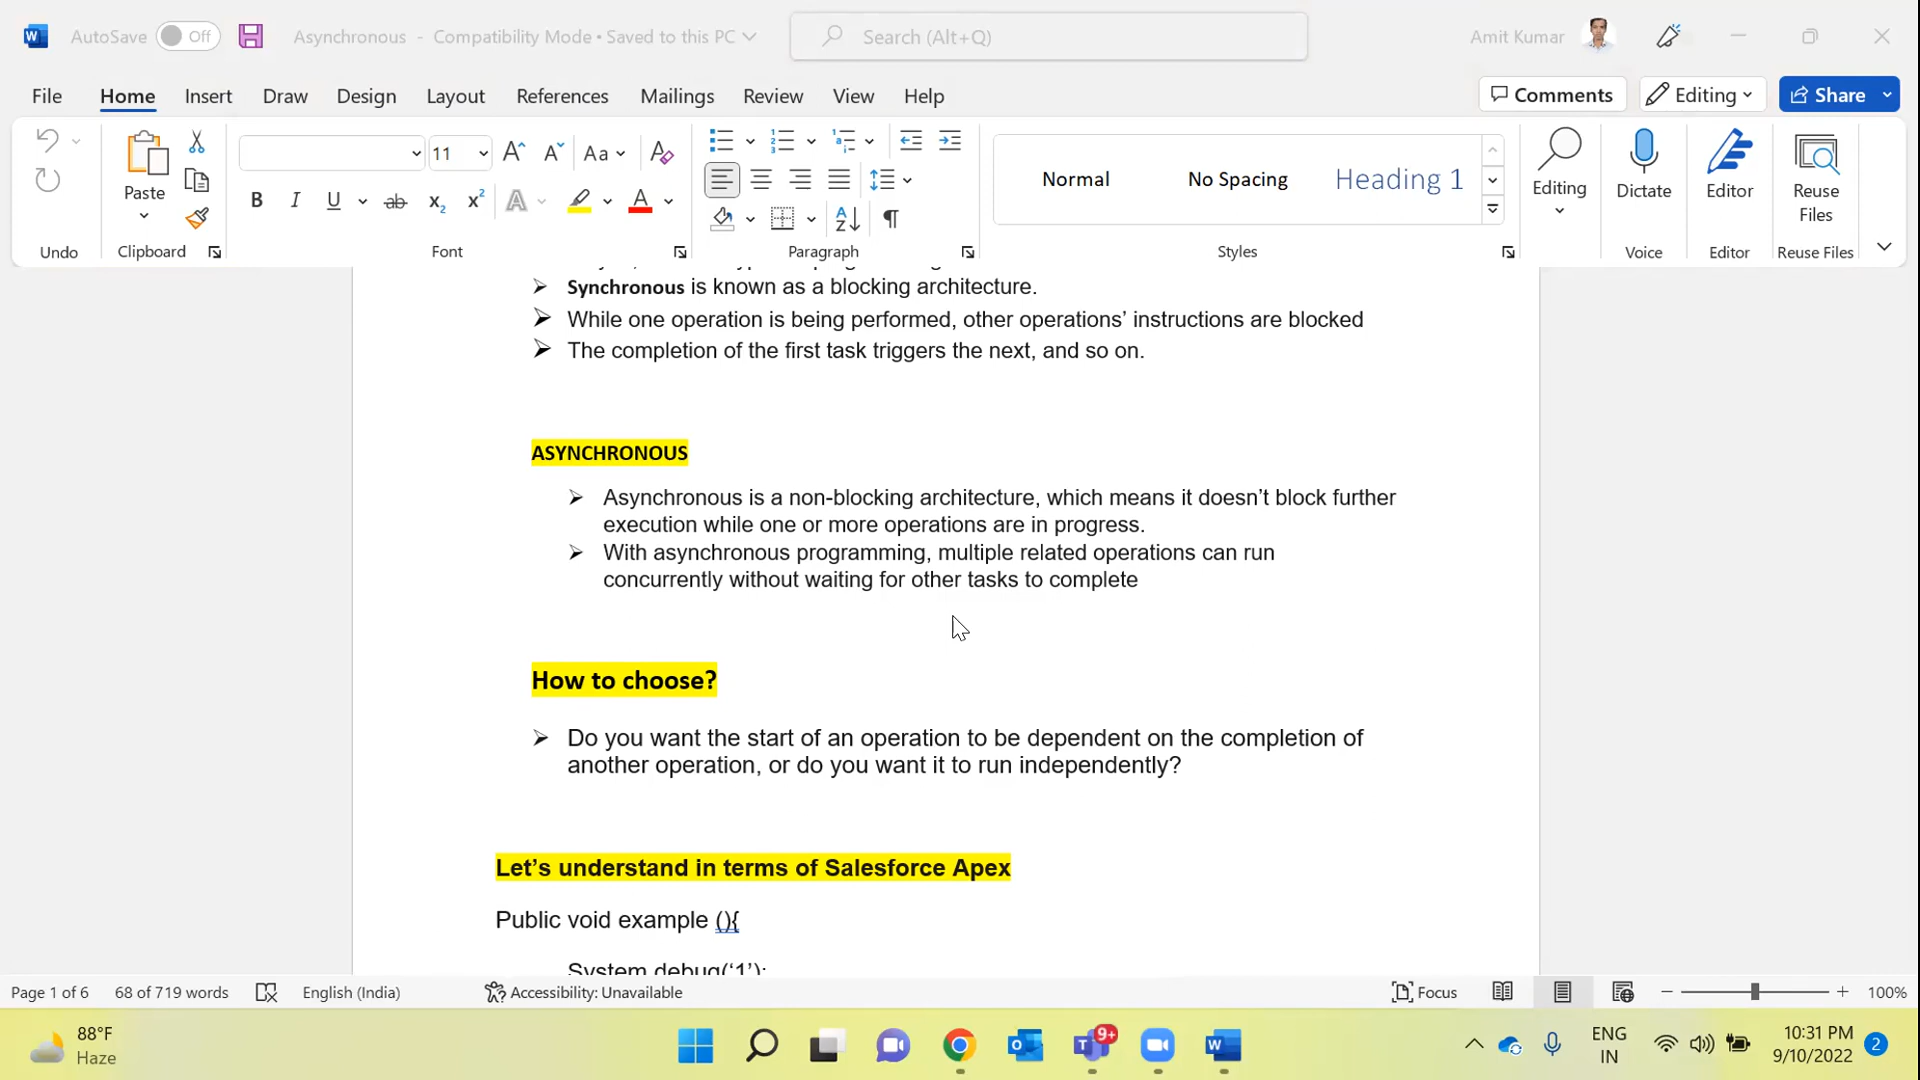 AutoSave Off Asynchronous - Compatibility Mode • Saved to this PC Search (Alt+Q) Amit Kumar
File Home Insert Draw Design Layout References Mailings Review View Help Comments Editing Share
11 Aa
Normal No Spacing Heading 1
Paste Editing Dictate Editor Reuse Files
B I U ab x₂ x² A A
Undo Clipboard Font Paragraph Styles Voice Editor Reuse Files
Synchronous is known as a blocking architecture.
While one operation is being performed, other operations’ instructions are blocked
The completion of the first task triggers the next, and so on.
ASYNCHRONOUS
Asynchronous is a non-blocking architecture, which means it doesn’t block further
execution while one or more operations are in progress.
With asynchronous programming, multiple related operations can run
concurrently without waiting for other tasks to complete
How to choose?
Do you want the start of an operation to be dependent on the completion of
another operation, or do you want it to run independently?
Let’s understand in terms of Salesforce Apex
Public void example (){
System.debug(‘1’);
Page 1 of 6 68 of 719 words English (India) Accessibility: Unavailable Focus 100%
88°F
Haze
9+
ENG
IN
10:31 PM
9/10/2022
2